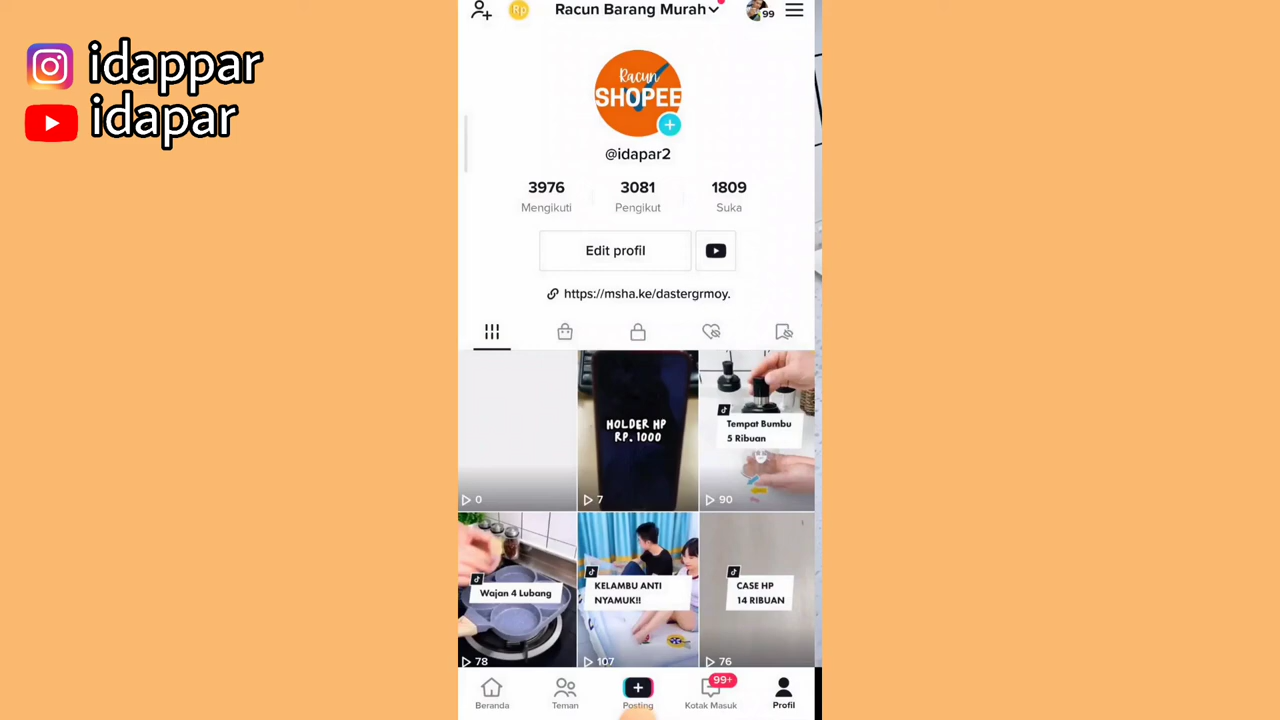 idappar
idapar
Rp
Racun Barang Murah
99
Racun
SHOPEE
@idapar2
3976
3081
1809
Mengikuti
Pengikut
Suka
Edit profil
https://msha.ke/dastergrmoy.
HOLDER HP
RP. 1000
Tempat Bumbu
5 Ribuan
0
7
90
Wajan 4 Lubang
KELAMBU ANTI
NYAMUK!!
CASE HP
14 RIBUAN
78
107
76
99+
Beranda
Teman
Posting
Kotak Masuk
Profil